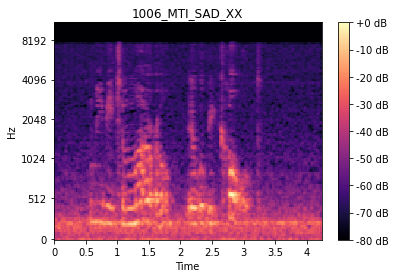 1006_MTI_SAD_XX
+0 dB
8192
-10 dB
4096
-20 dB
-30 dB
2048
Hz
-40 dB
1024
-50 dB
512
-60 dB
-70 dB
0
-80 dB
0 0.5 1 1.5 2 2.5 3 3.5 4
Time